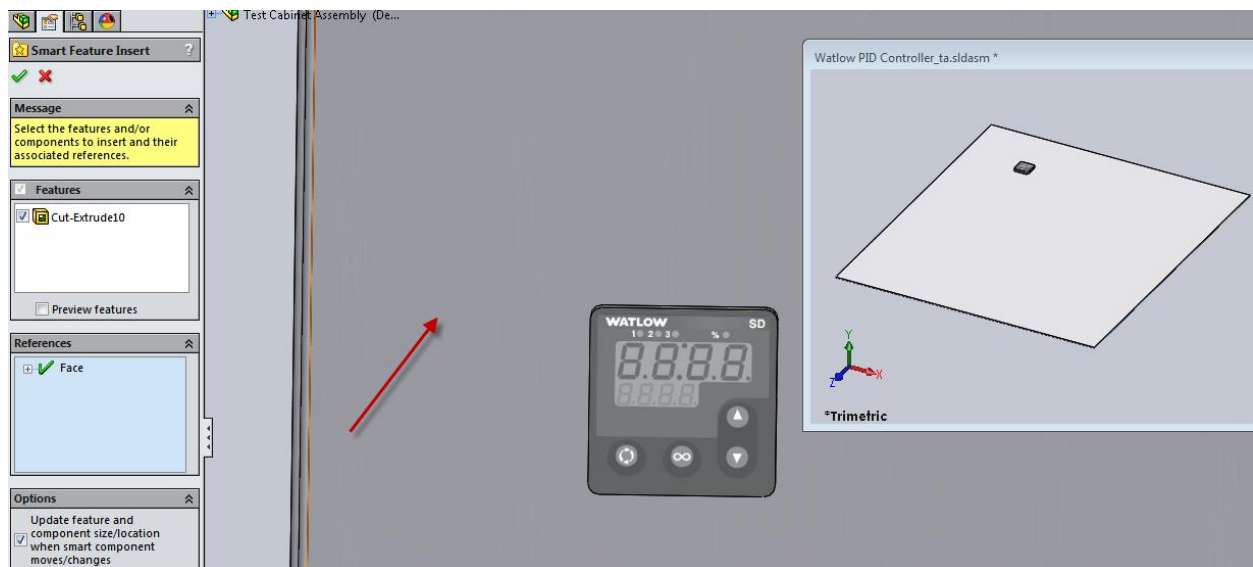 Test Cabinet Assembly (De...
Smart Feature Insert ?
Message
Select the features and/or
components to insert and their
associated references.
Features
Cut-Extrude10
Preview features
References
Face
Options
Update feature and
component size/location
when smart component
moves/changes
WATLOW SD
1 2 3 %
8.8.8.8.
8.8.8.8.
Watlow PID Controller_ta.sldasm *
Y
X
Z
*Trimetric